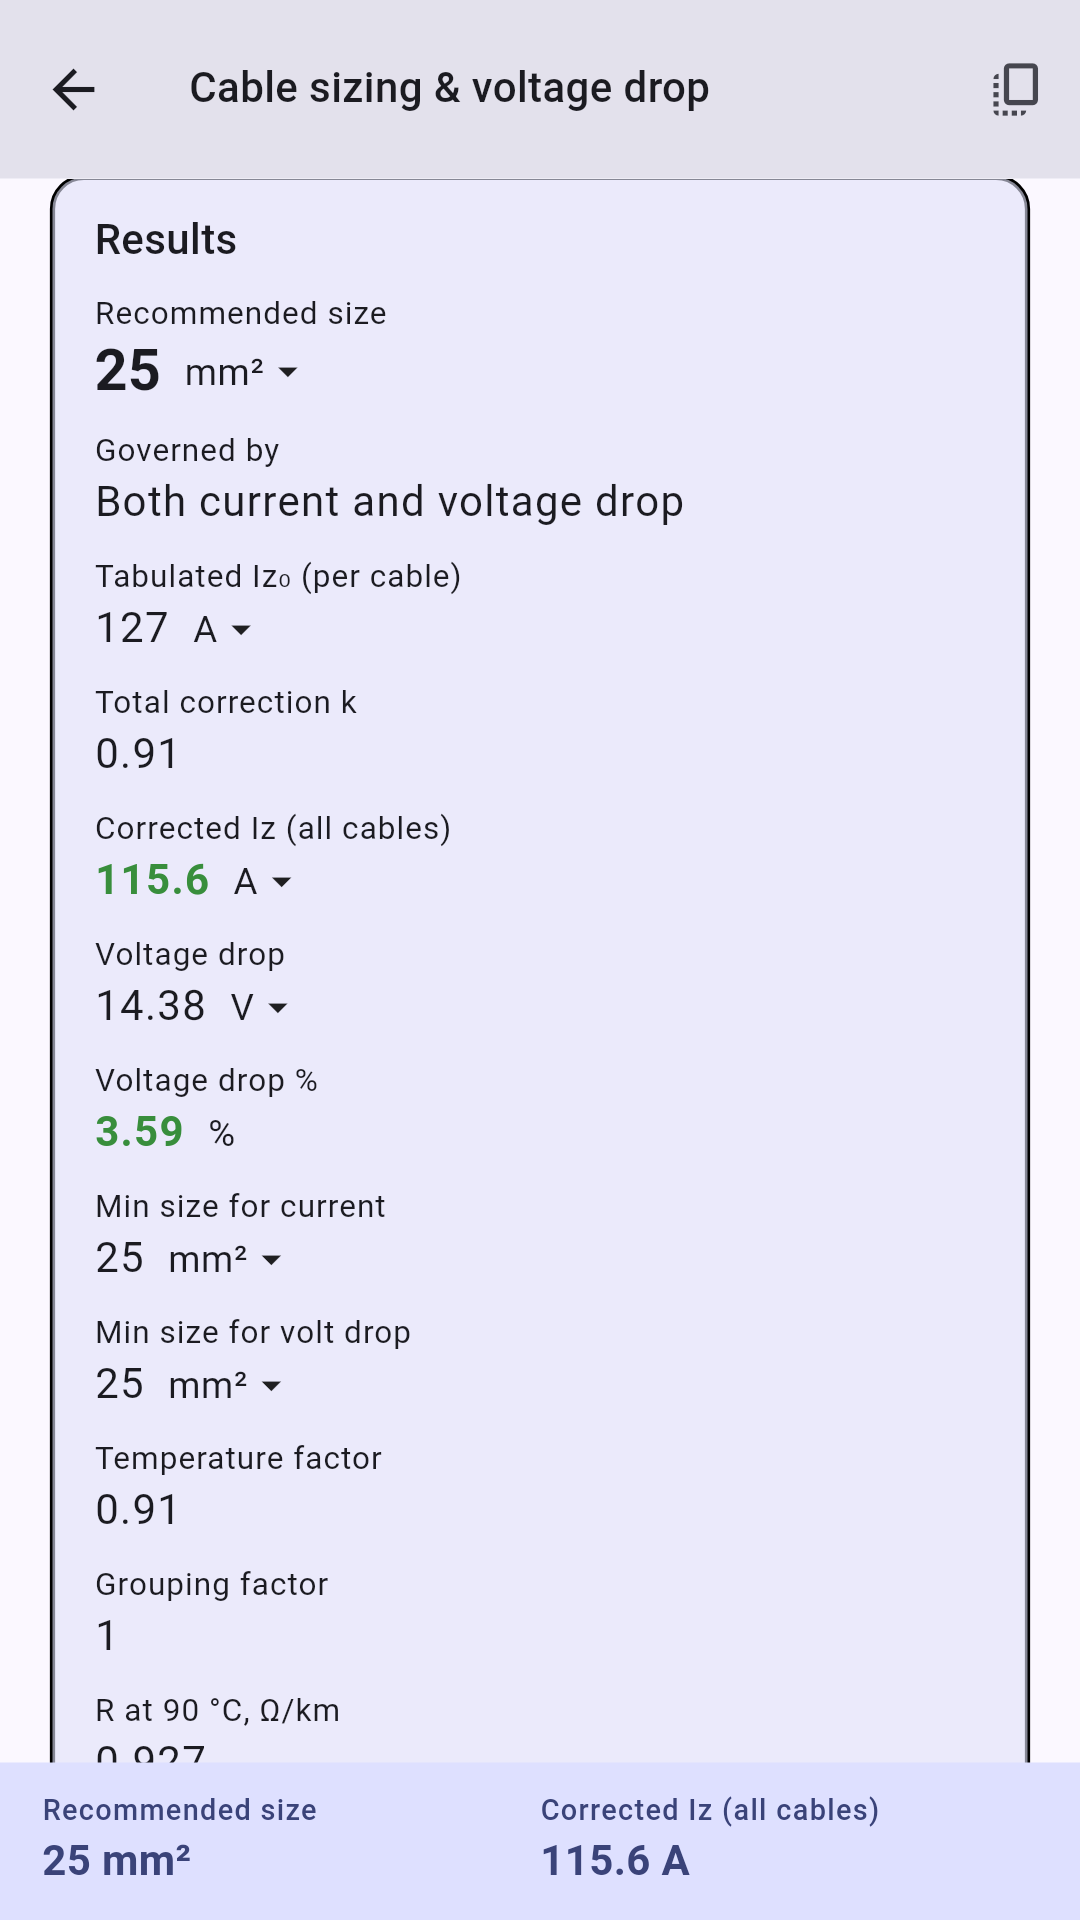 Cable sizing & voltage drop
Results
Recommended size
25 mm²
Governed by
Both current and voltage drop
Tabulated Iz₀ (per cable)
127 A
Total correction k
0.91
Corrected Iz (all cables)
115.6 A
Voltage drop
14.38 V
Voltage drop %
3.59 %
Min size for current
25 mm²
Min size for volt drop
25 mm²
Temperature factor
0.91
Grouping factor
1
R at 90 °C, Ω/km
0.927
Recommended size
25 mm²
Corrected Iz (all cables)
115.6 A